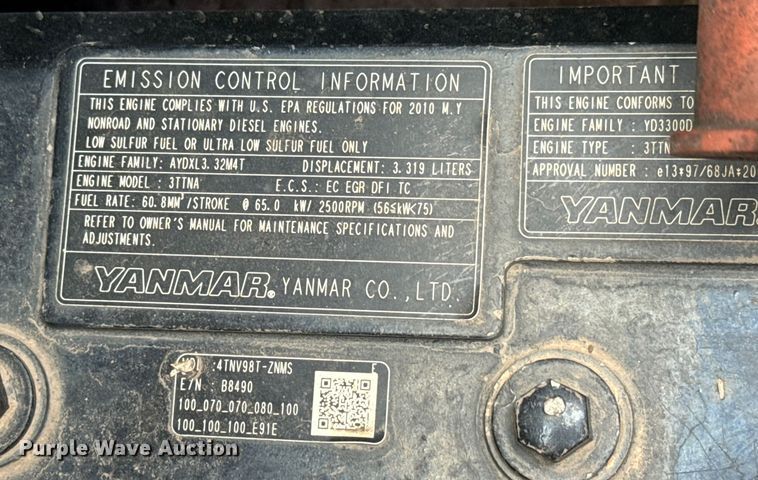 EMISSION CONTROL INFORMATION
THIS ENGINE COMPLIES WITH U.S. EPA REGULATIONS FOR 2010 M.Y
NONROAD AND STATIONARY DIESEL ENGINES.
LOW SULFUR FUEL OR ULTRA LOW SULFUR FUEL ONLY
ENGINE FAMILY: AYDXL3.32M4T DISPLACEMENT: 3.319 LITERS
ENGINE MODEL: 3TTNA E.C.S.: EC EGR DFI TC
FUEL RATE: 60.8MM³/STROKE @ 65.0 kW/ 2500RPM (56≤kW<75)
REFER TO OWNER'S MANUAL FOR MAINTENANCE SPECIFICATIONS AND
ADJUSTMENTS.
YANMAR® YANMAR CO.,LTD.
IMPORTANT
THIS ENGINE CONFORMS TO
ENGINE FAMILY : YD3300D
ENGINE TYPE : 3TTN
APPROVAL NUMBER : e13*97/68JA*20
YANMAR
:4TNV98T-ZNMS E
E/N : B8490
100_070_070_080_100
100_100_100_E91E
Purple Wave Auction